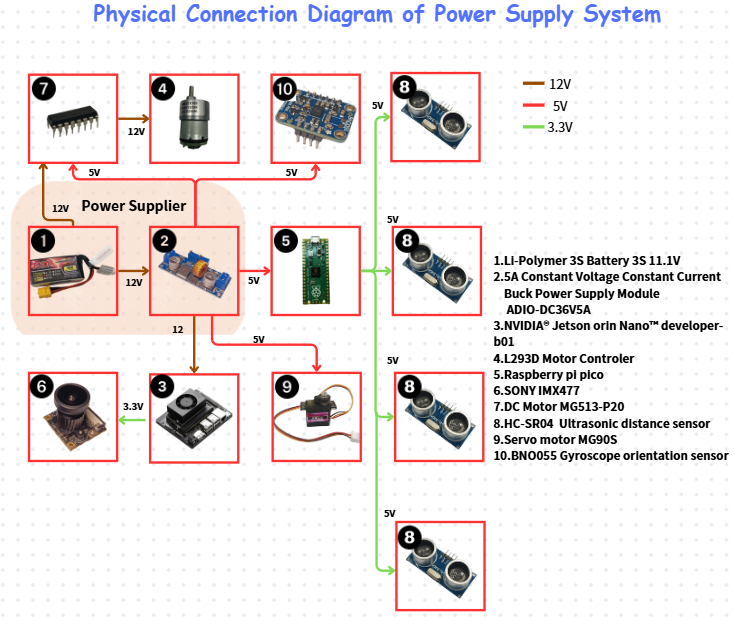 Physical Connection Diagram of Power Supply System
7
4
10
8
12V
5V
3.3V
5V
12V
5V
5V
12V
Power Supplier
5V
1
2
5
8
12V
5V
1.Li-Polymer 3S Battery 3S 11.1V
2.5A Constant Voltage Constant Current
Buck Power Supply Module
ADIO-DC36V5A
3.NVIDIA® Jetson orin Nano™ developer-
b01
4.L293D Motor Controler
5.Raspberry pi pico
6.SONY IMX477
7.DC Motor MG513-P20
8.HC-SR04 Ultrasonic distance sensor
9.Servo motor MG90S
10.BNO055 Gyroscope orientation sensor
12
5V
5V
6
3.3V
3
9
8
5V
8